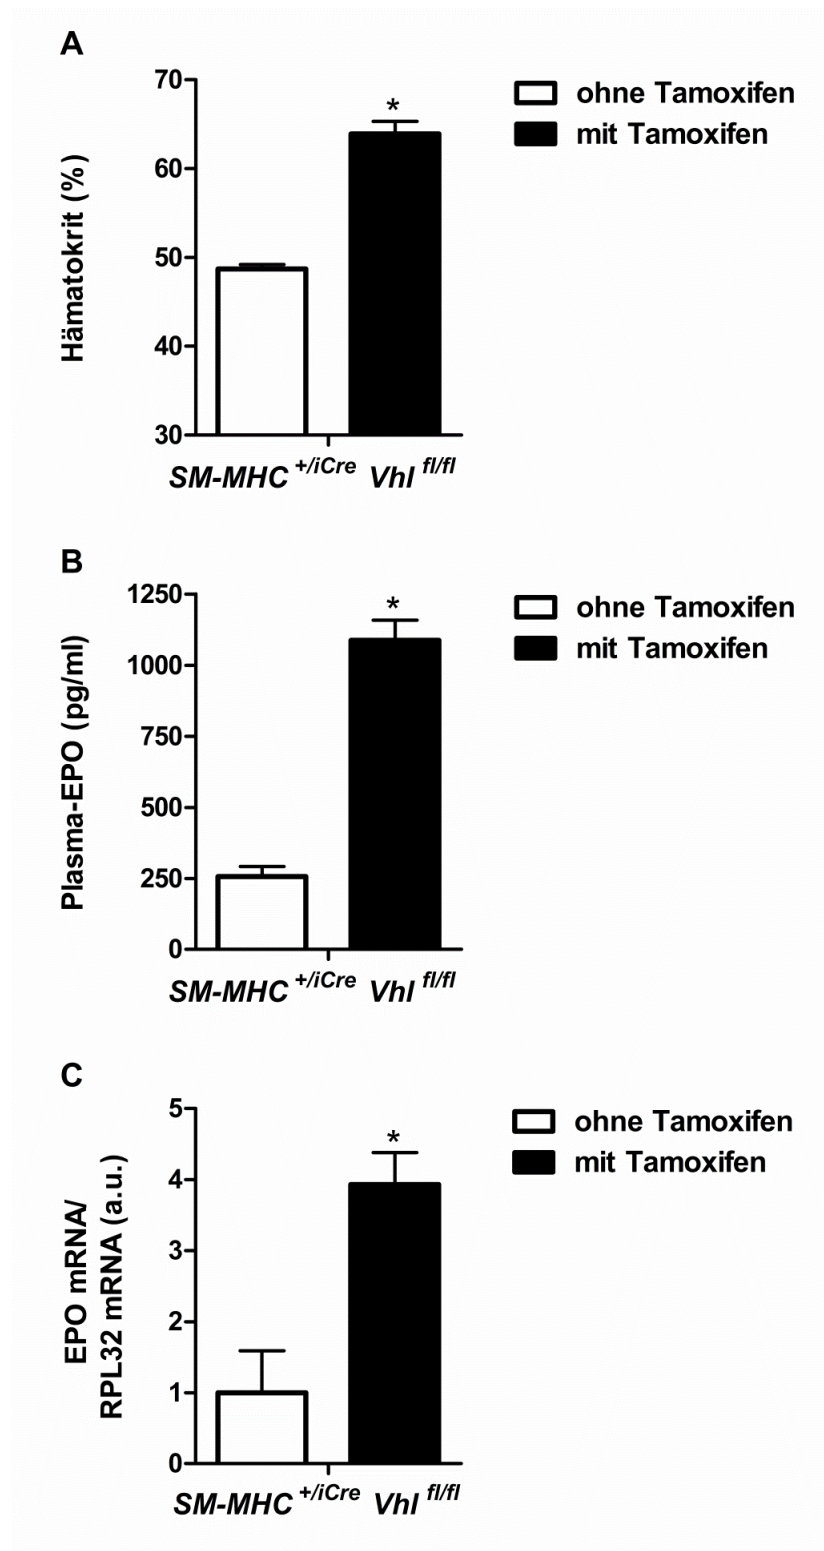 A
70
60
50
40
30
Hämatokrit (%)
*
ohne Tamoxifen
mit Tamoxifen
SM-MHC +/iCre Vhl fl/fl
B
1250
1000
750
500
250
0
Plasma-EPO (pg/ml)
*
ohne Tamoxifen
mit Tamoxifen
SM-MHC +/iCre Vhl fl/fl
C
5
4
3
2
1
0
EPO mRNA/
RPL32 mRNA (a.u.)
*
ohne Tamoxifen
mit Tamoxifen
SM-MHC +/iCre Vhl fl/fl